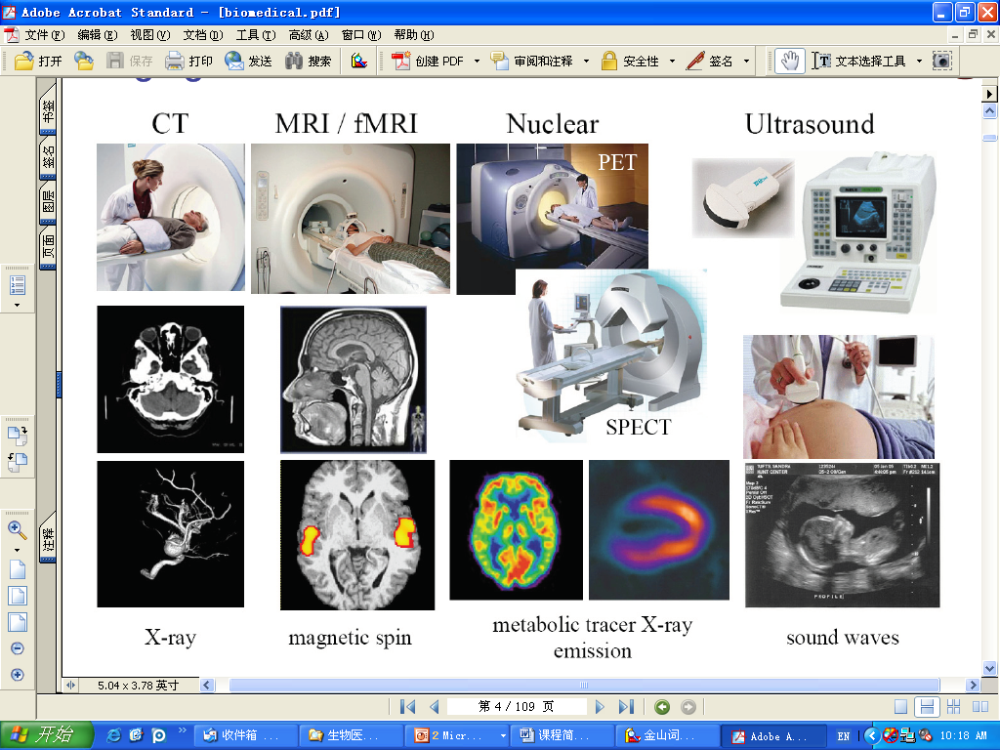 Adobe Acrobat Standard - [biomedical.pdf]
文件(F) 编辑(E) 视图(V) 文档(D) 工具(T) 高级(A) 窗口(W) 帮助(H)
打开 保存 打印 发送 搜索 创建 PDF 审阅和注释 安全性 签名 文本选择工具
书签
签名
图层
页面
注释
CT MRI / fMRI Nuclear Ultrasound
PET
SPECT
PROFILE
X-ray magnetic spin metabolic tracer X-ray emission sound waves
5.04 x 3.78 英寸
第 4 / 109 页
开始 收件箱 ... 生物医... 2 Micr... 课程简... 金山词... Adobe A... EN 10:18 AM